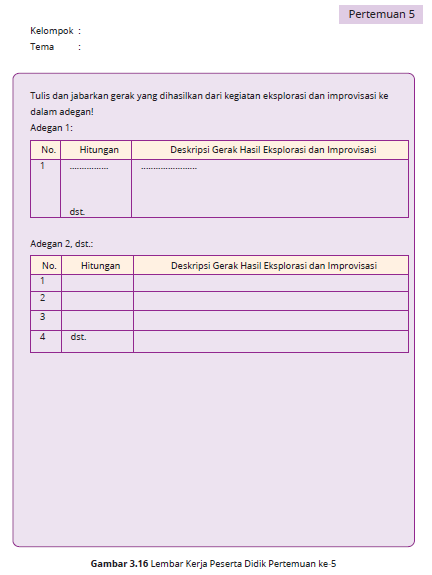 Pertemuan 5
Kelompok :
Tema :
Tulis dan jabarkan gerak yang dihasilkan dari kegiatan eksplorasi dan improvisasi ke
dalam adegan!
Adegan 1:
No. Hitungan Deskripsi Gerak Hasil Eksplorasi dan Improvisasi
1 ................ .......................
dst.
Adegan 2, dst.:
No. Hitungan Deskripsi Gerak Hasil Eksplorasi dan Improvisasi
1
2
3
4 dst.
Gambar 3.16 Lembar Kerja Peserta Didik Pertemuan ke-5